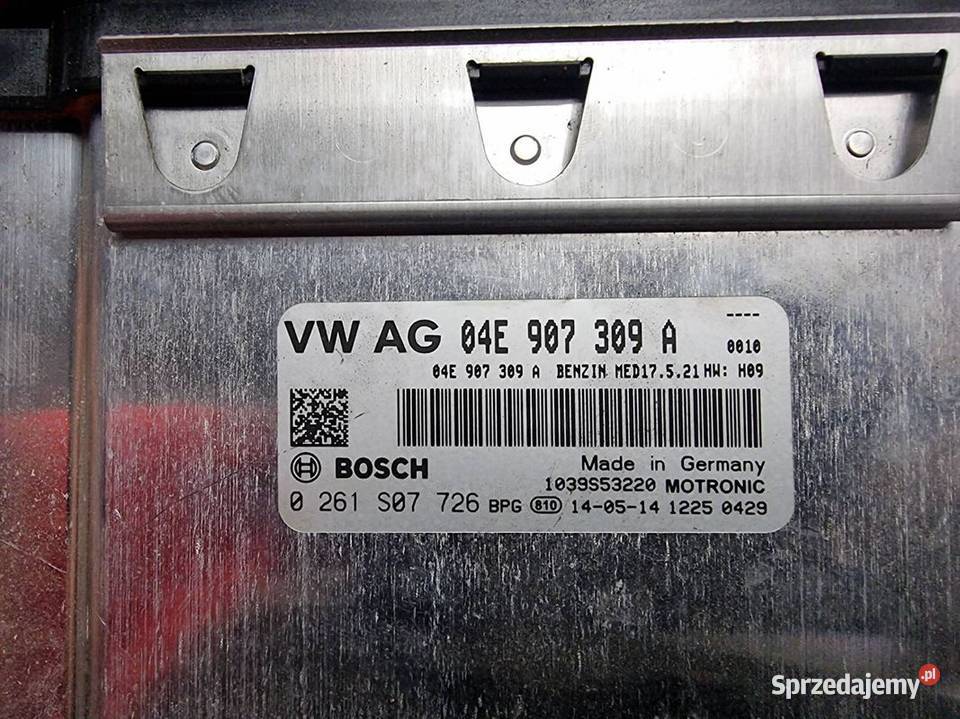 ----
VW AG 04E 907 309 A 0010
04E 907 309 A BENZIN MED17.5.21 HW: H09
BOSCH Made in Germany
1039S53220 MOTRONIC
0 261 S07 726 BPG 810 14-05-14 1225 0429
Sprzedajemy.pl